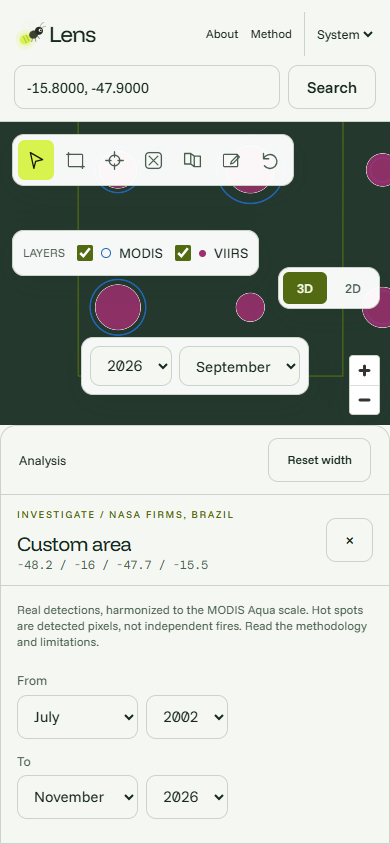 Lens
About
Method
System
-15.8000, -47.9000
Search
LAYERS
MODIS
VIIRS
3D
2D
2026
September
+
−
Analysis
Reset width
INVESTIGATE / NASA FIRMS, BRAZIL
Custom area
-48.2 / -16 / -47.7 / -15.5
×
Real detections, harmonized to the MODIS Aqua scale. Hot spots
are detected pixels, not independent fires. Read the methodology
and limitations.
From
July
2002
To
November
2026